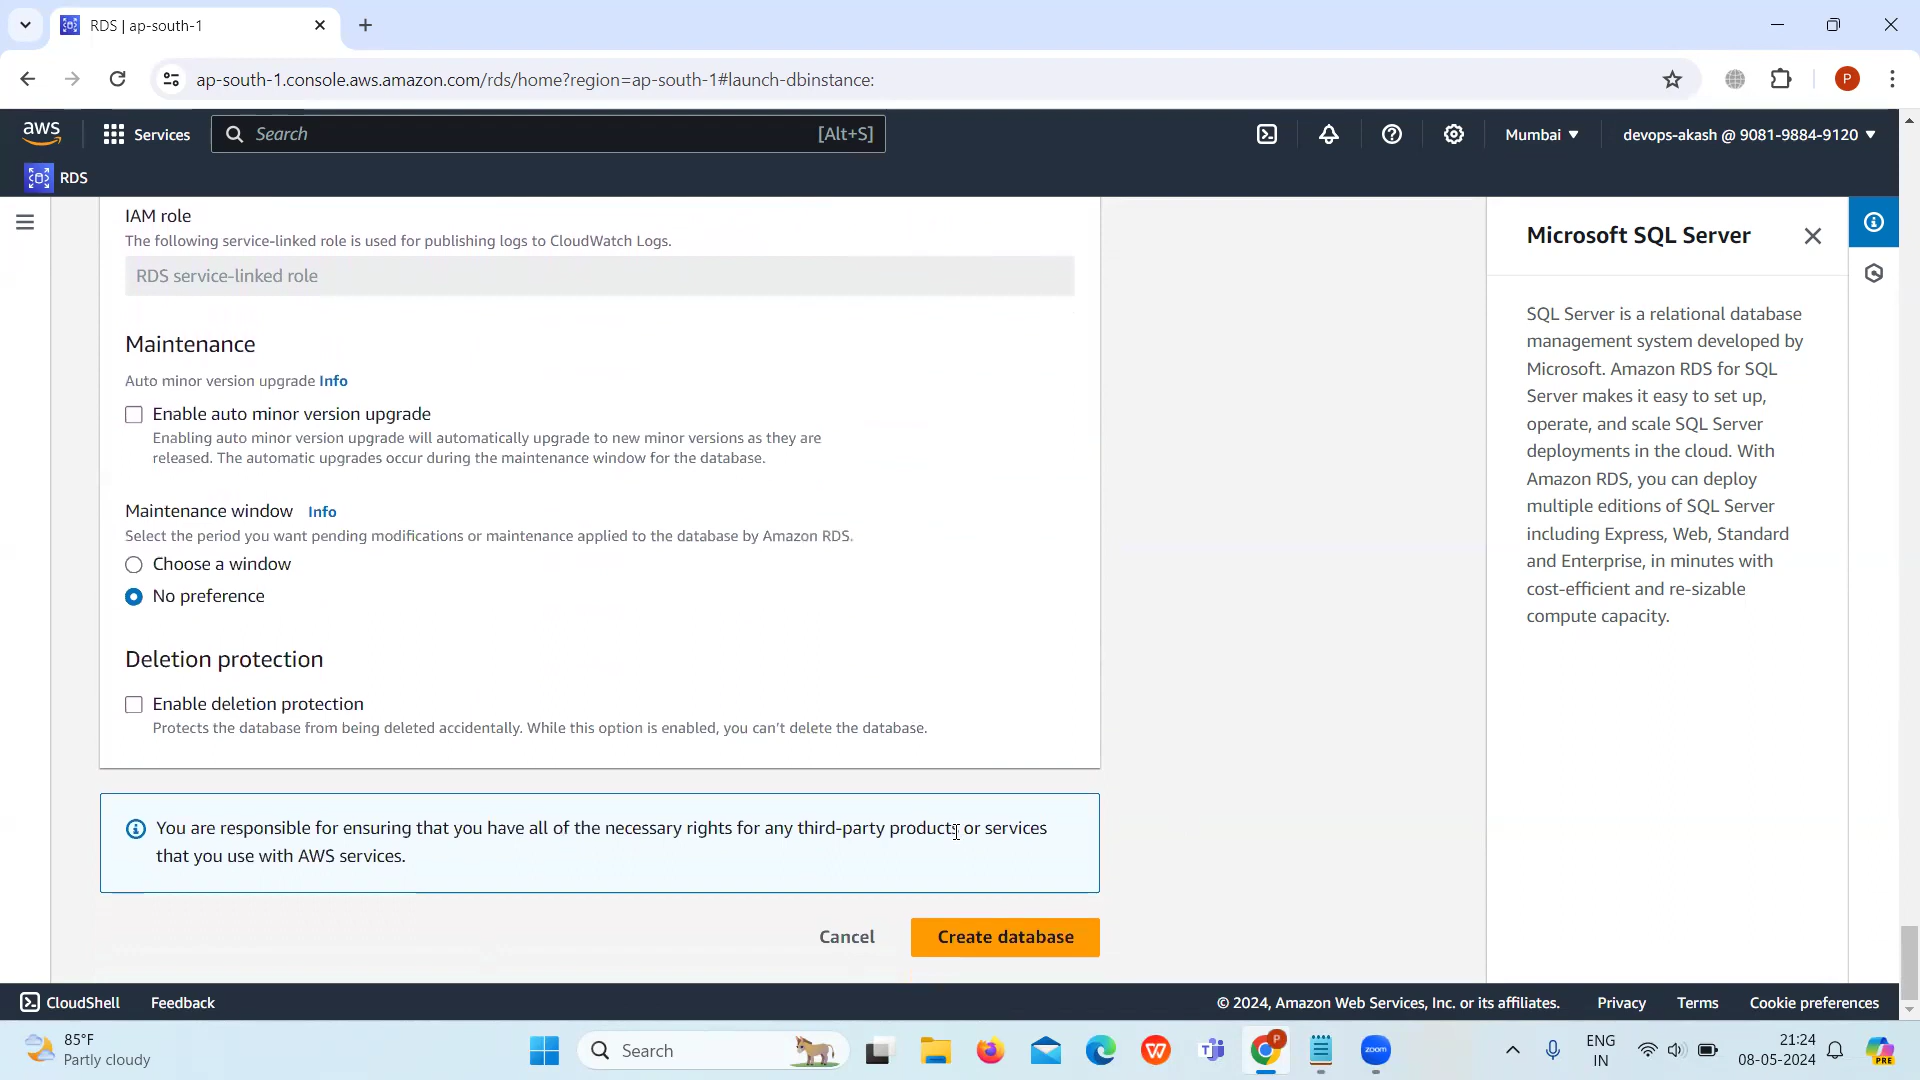 RDS | ap-south-1
ap-south-1.console.aws.amazon.com/rds/home?region=ap-south-1#launch-dbinstance:
P
aws
Services
Search
[Alt+S]
Mumbai
devops-akash @ 9081-9884-9120
RDS
IAM role
The following service-linked role is used for publishing logs to CloudWatch Logs.
RDS service-linked role
Maintenance
Auto minor version upgrade Info
Enable auto minor version upgrade
Enabling auto minor version upgrade will automatically upgrade to new minor versions as they are
released. The automatic upgrades occur during the maintenance window for the database.
Maintenance window Info
Select the period you want pending modifications or maintenance applied to the database by Amazon RDS.
Choose a window
No preference
Deletion protection
Enable deletion protection
Protects the database from being deleted accidentally. While this option is enabled, you can't delete the database.
You are responsible for ensuring that you have all of the necessary rights for any third-party products or services
that you use with AWS services.
Cancel
Create database
Microsoft SQL Server
SQL Server is a relational database
management system developed by
Microsoft. Amazon RDS for SQL
Server makes it easy to set up,
operate, and scale SQL Server
deployments in the cloud. With
Amazon RDS, you can deploy
multiple editions of SQL Server
including Express, Web, Standard
and Enterprise, in minutes with
cost-efficient and re-sizable
compute capacity.
CloudShell
Feedback
© 2024, Amazon Web Services, Inc. or its affiliates.
Privacy
Terms
Cookie preferences
85°F
Partly cloudy
Search
W
P
zoom
ENG
IN
21:24
08-05-2024
PRE